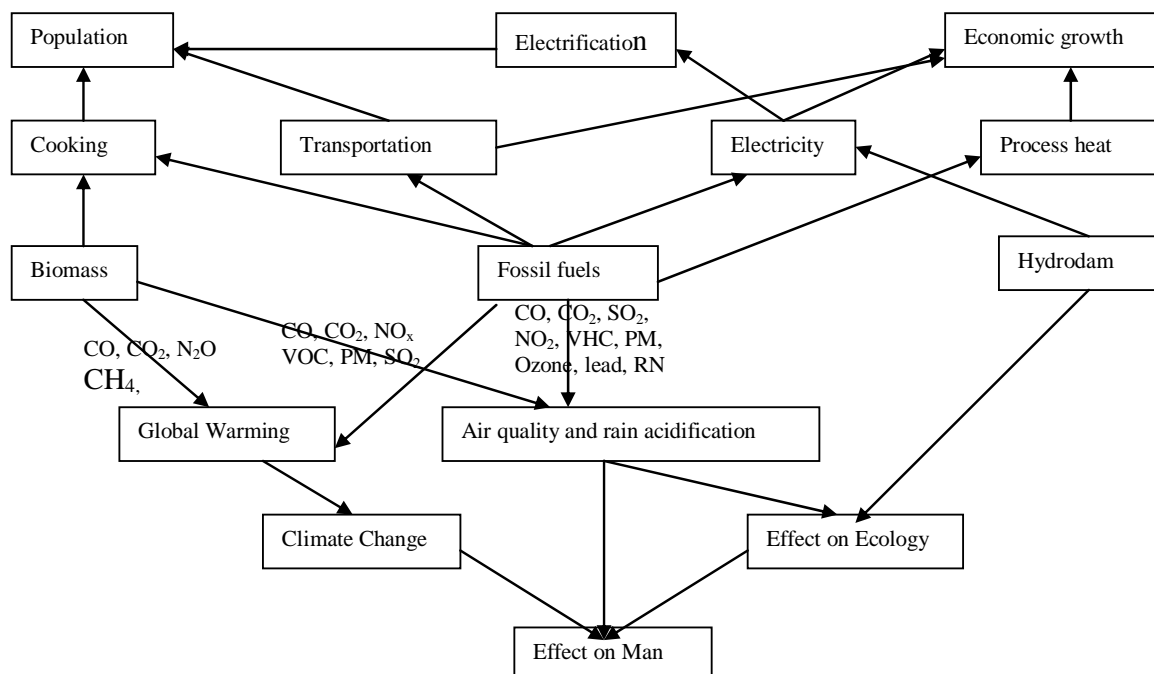 Population
Electrification
Economic growth
Cooking
Transportation
Electricity
Process heat
Biomass
Fossil fuels
Hydrodam
CO, CO₂, N₂O
CH₄,
CO, CO₂, NOₓ
VOC, PM, SO₂
CO, CO₂, SO₂,
NO₂, VHC, PM,
Ozone, lead, RN
Global Warming
Air quality and rain acidification
Climate Change
Effect on Ecology
Effect on Man